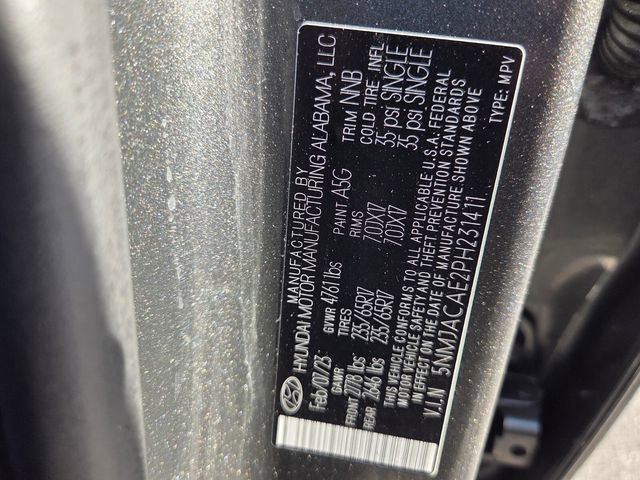 MANUFACTURED BY
HYUNDAI MOTOR MANUFACTURING ALABAMA, LLC
Feb/07/23 GVWR 4761 lbs PAINT A5G TRIM NNB
GAWR TIRES RIMS COLD TIRE INFL
FRONT 2778 lbs 235/65R17 7.0JX17 35 psi SINGLE
REAR 2646 lbs 235/65R17 7.0JX17 35 psi SINGLE
THIS VEHICLE CONFORMS TO ALL APPLICABLE U.S.A. FEDERAL
MOTOR VEHICLE SAFETY AND THEFT PREVENTION STANDARDS
IN EFFECT ON THE DATE OF MANUFACTURE SHOWN ABOVE
V.I.N 5NMJACAE2PH231411 TYPE: MPV